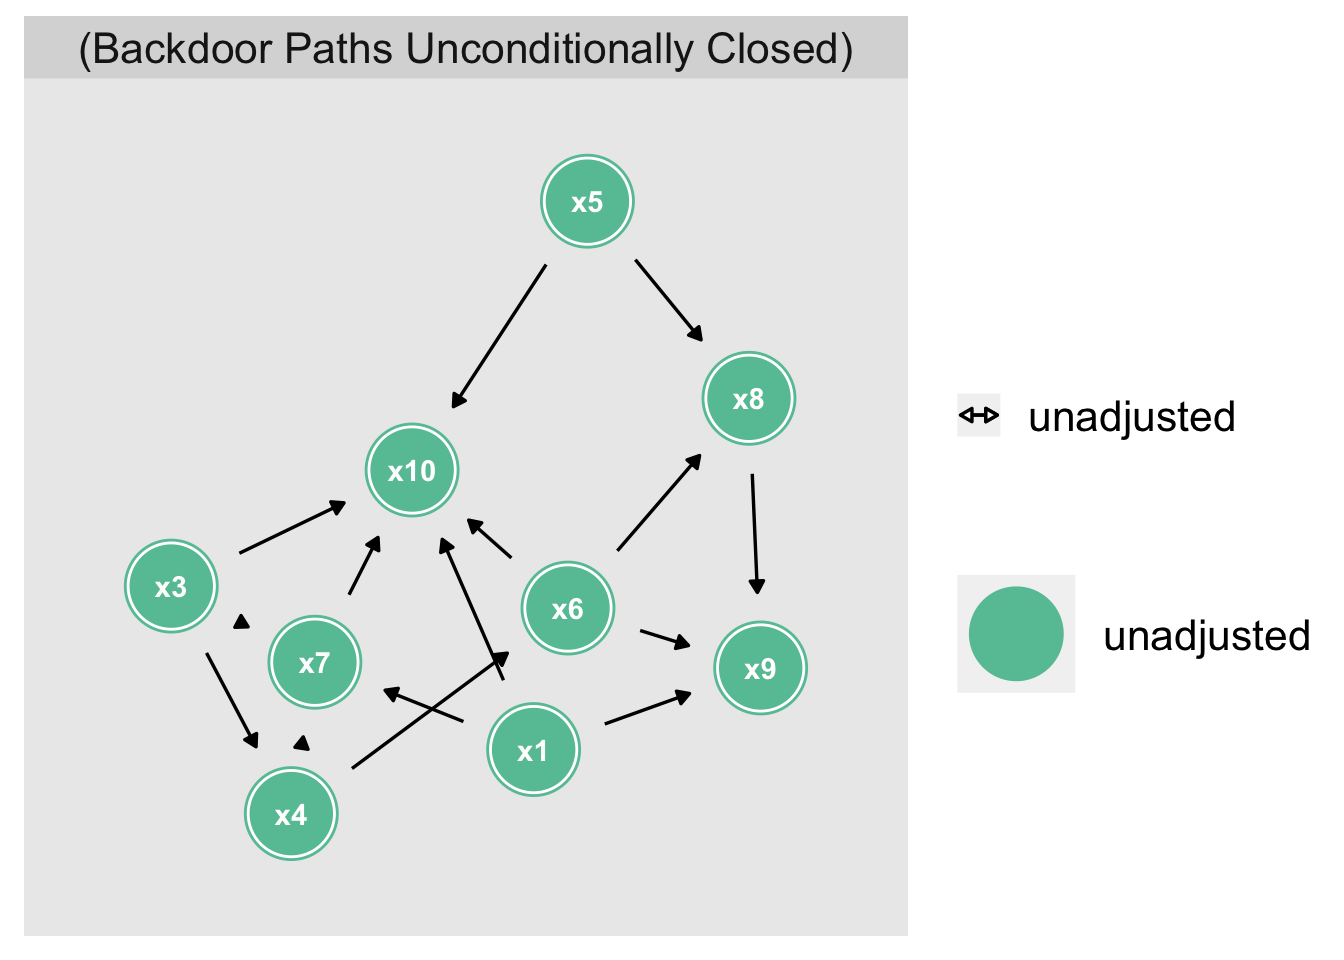 (Backdoor Paths Unconditionally Closed)
x5
x8
unadjusted
x10
x3
x6
unadjusted
x7
x9
x1
x4